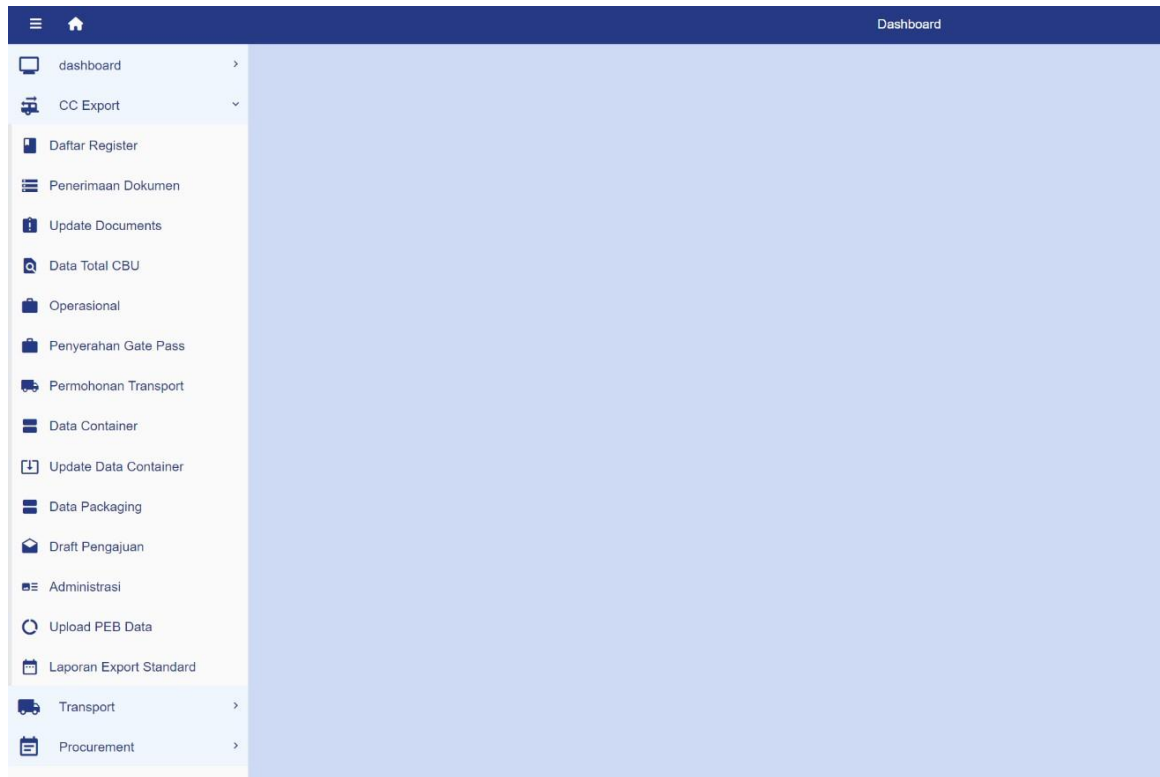 Dashboard
dashboard
CC Export
Daftar Register
Penerimaan Dokumen
Update Documents
Data Total CBU
Operasional
Penyerahan Gate Pass
Permohonan Transport
Data Container
Update Data Container
Data Packaging
Draft Pengajuan
Administrasi
Upload PEB Data
Laporan Export Standard
Transport
Procurement